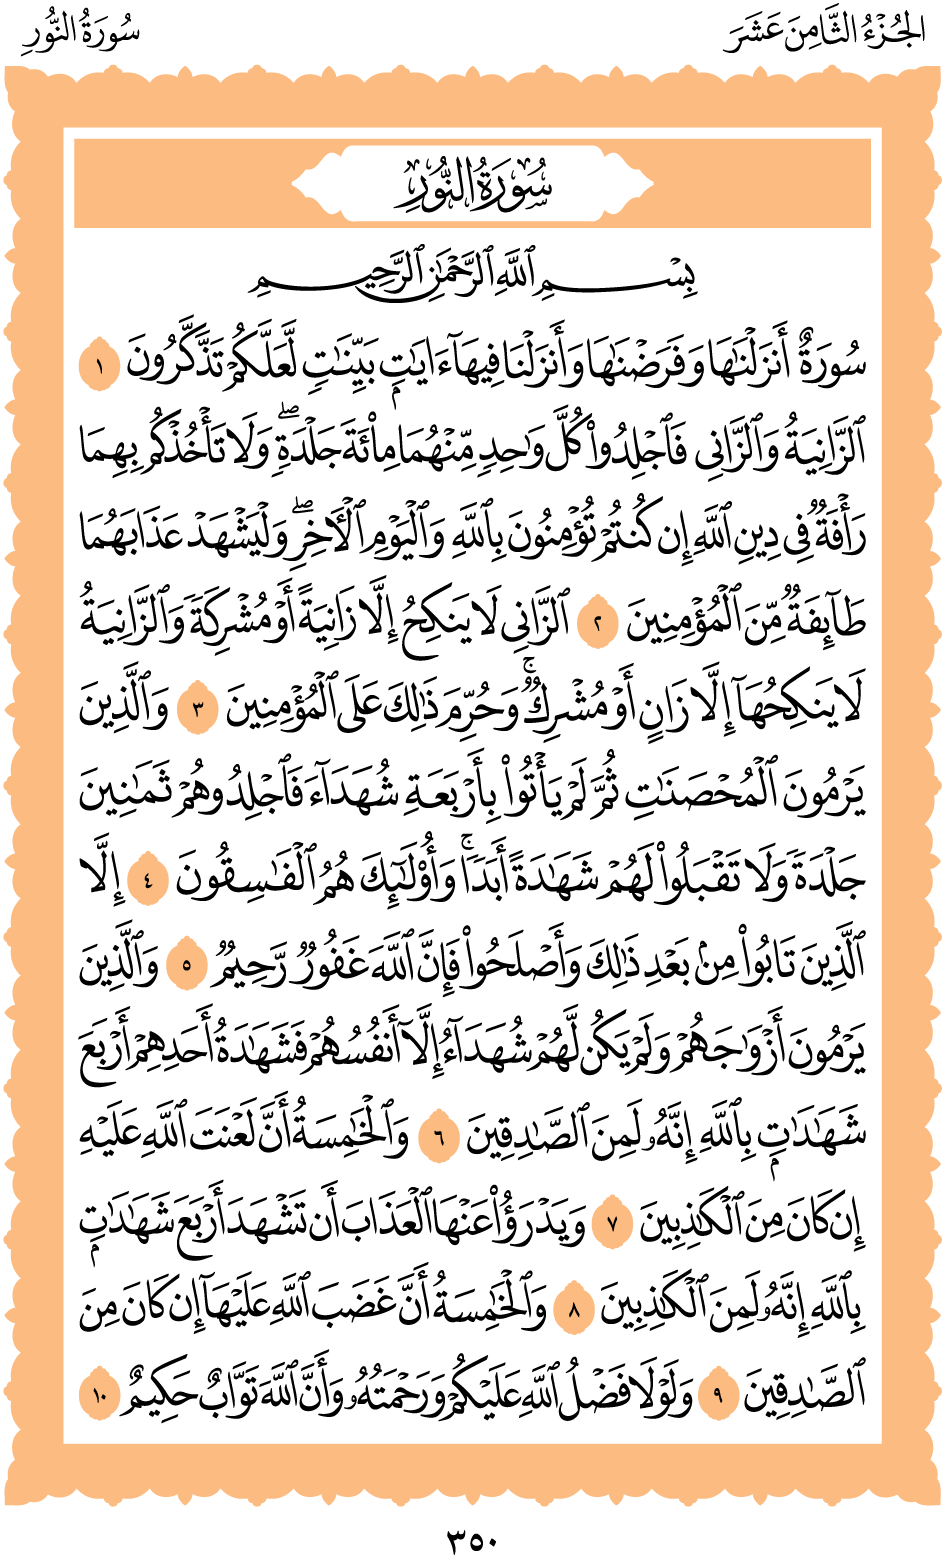 الجُزْءُ الثَّامِنَ عَشَرَ
سُورَةُ النُّورِ
سُورَةُ النُّورِ
بِسْمِ ٱللَّهِ ٱلرَّحْمَٰنِ ٱلرَّحِيمِ
سُورَةٌ أَنزَلْنَٰهَا وَفَرَضْنَٰهَا وَأَنزَلْنَا فِيهَآ ءَايَٰتِۭ بَيِّنَٰتٖ لَّعَلَّكُمْ تَذَكَّرُونَ ١
ٱلزَّانِيَةُ وَٱلزَّانِي فَٱجْلِدُوا۟ كُلَّ وَٰحِدٖ مِّنْهُمَا مِا۟ئَةَ جَلْدَةٖۖ وَلَا تَأْخُذْكُم بِهِمَا
رَأْفَةٞ فِي دِينِ ٱللَّهِ إِن كُنتُمْ تُؤْمِنُونَ بِٱللَّهِ وَٱلْيَوْمِ ٱلْأٓخِرِۖ وَلْيَشْهَدْ عَذَابَهُمَا
طَآئِفَةٞ مِّنَ ٱلْمُؤْمِنِينَ ٢ ٱلزَّانِي لَا يَنكِحُ إِلَّا زَانِيَةً أَوْ مُشْرِكَةٗ وَٱلزَّانِيَةُ
لَا يَنكِحُهَآ إِلَّا زَانٍ أَوْ مُشْرِكٞۚ وَحُرِّمَ ذَٰلِكَ عَلَى ٱلْمُؤْمِنِينَ ٣ وَٱلَّذِينَ
يَرْمُونَ ٱلْمُحْصَنَٰتِ ثُمَّ لَمْ يَأْتُوا۟ بِأَرْبَعَةِ شُهَدَآءَ فَٱجْلِدُوهُمْ ثَمَٰنِينَ
جَلْدَةٗ وَلَا تَقْبَلُوا۟ لَهُمْ شَهَٰدَةً أَبَدٗاۚ وَأُو۟لَٰٓئِكَ هُمُ ٱلْفَٰسِقُونَ ٤ إِلَّا
ٱلَّذِينَ تَابُوا۟ مِنۢ بَعْدِ ذَٰلِكَ وَأَصْلَحُوا۟ فَإِنَّ ٱللَّهَ غَفُورٞ رَّحِيمٞ ٥ وَٱلَّذِينَ
يَرْمُونَ أَزْوَٰجَهُمْ وَلَمْ يَكُن لَّهُمْ شُهَدَآءُ إِلَّآ أَنفُسُهُمْ فَشَهَٰدَةُ أَحَدِهِمْ أَرْبَعُ
شَهَٰدَٰتِۭ بِٱللَّهِ إِنَّهُۥ لَمِنَ ٱلصَّٰدِقِينَ ٦ وَٱلْخَٰمِسَةُ أَنَّ لَعْنَتَ ٱللَّهِ عَلَيْهِ
إِن كَانَ مِنَ ٱلْكَٰذِبِينَ ٧ وَيَدْرَؤُا۟ عَنْهَا ٱلْعَذَابَ أَن تَشْهَدَ أَرْبَعَ شَهَٰدَٰتِۭ
بِٱللَّهِ إِنَّهُۥ لَمِنَ ٱلْكَٰذِبِينَ ٨ وَٱلْخَٰمِسَةَ أَنَّ غَضَبَ ٱللَّهِ عَلَيْهَآ إِن كَانَ مِنَ
ٱلصَّٰدِقِينَ ٩ وَلَوْلَا فَضْلُ ٱللَّهِ عَلَيْكُمْ وَرَحْمَتُهُۥ وَأَنَّ ٱللَّهَ تَوَّابٌ حَكِيمٌ ١٠
٣٥٠